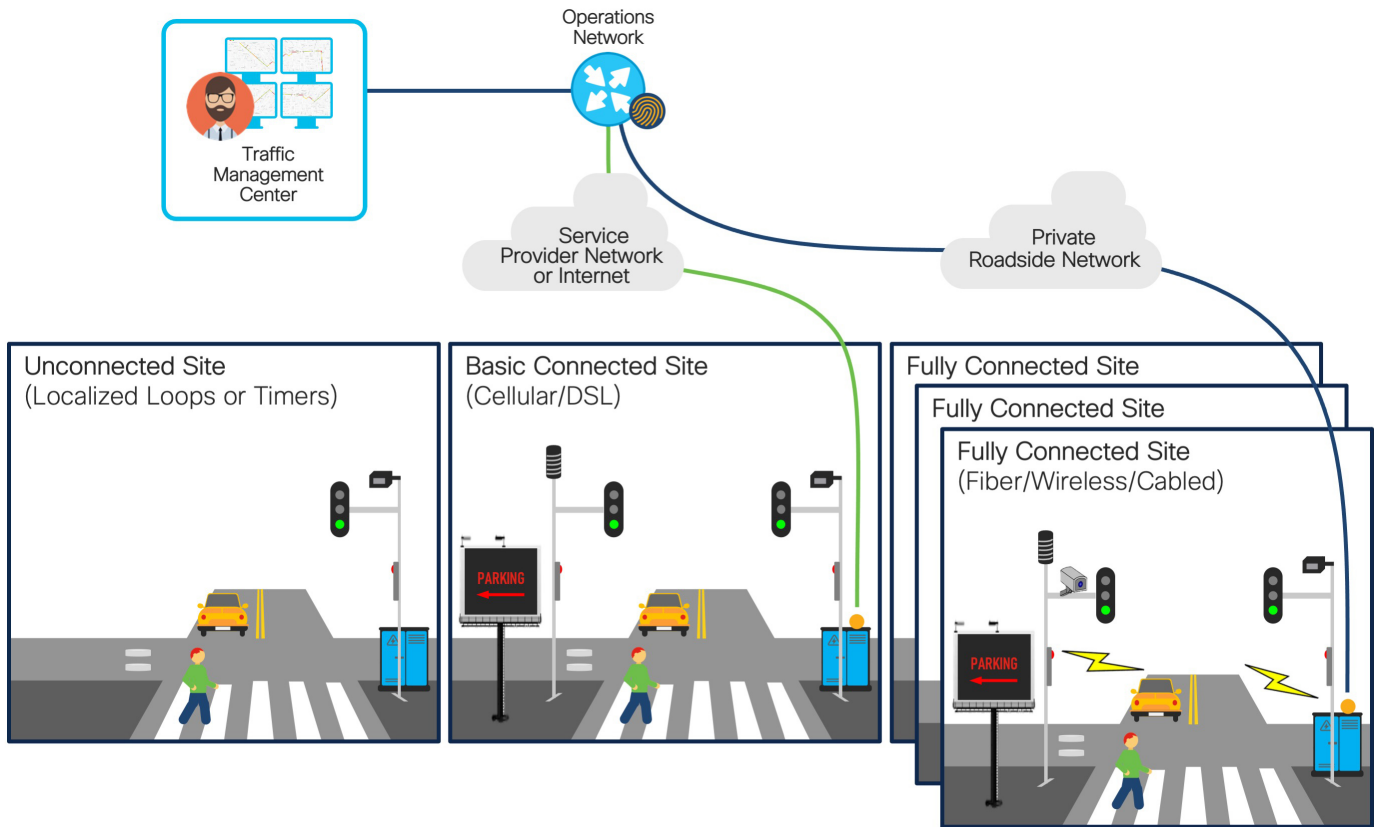 Operations
Network
Traffic
Management
Center
Service
Provider Network
or Internet
Private
Roadside Network
Unconnected Site
(Localized Loops or Timers)
Basic Connected Site
(Cellular/DSL)
PARKING
Fully Connected Site
Fully Connected Site
Fully Connected Site
(Fiber/Wireless/Cabled)
PARKING